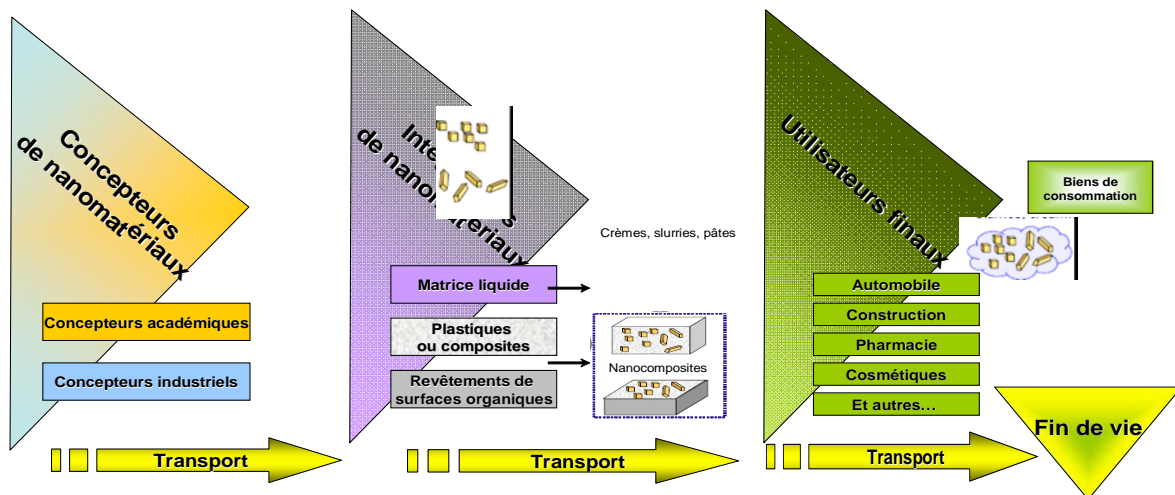 Concepteurs
de nanomatériaux
Concepteurs académiques
Concepteurs industriels
Transport
de nanomatériaux
Crèmes, slurries, pâtes
Matrice liquide
Plastiques
ou composites
Nanocomposites
Revêtements de
surfaces organiques
Transport
Utilisateurs finaux
Biens de
consommation
Automobile
Construction
Pharmacie
Cosmétiques
Et autres…
Transport
Fin de vie